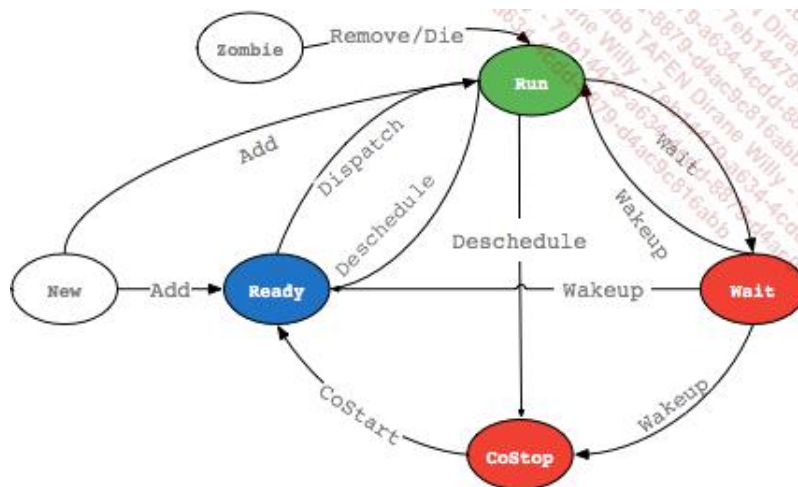 Zombie
Remove/Die
Run
Add
Dispatch
Deschedule
Wait
Wakeup
Deschedule
New
Add
Ready
Wakeup
Wait
CoStart
Wakeup
CoStop